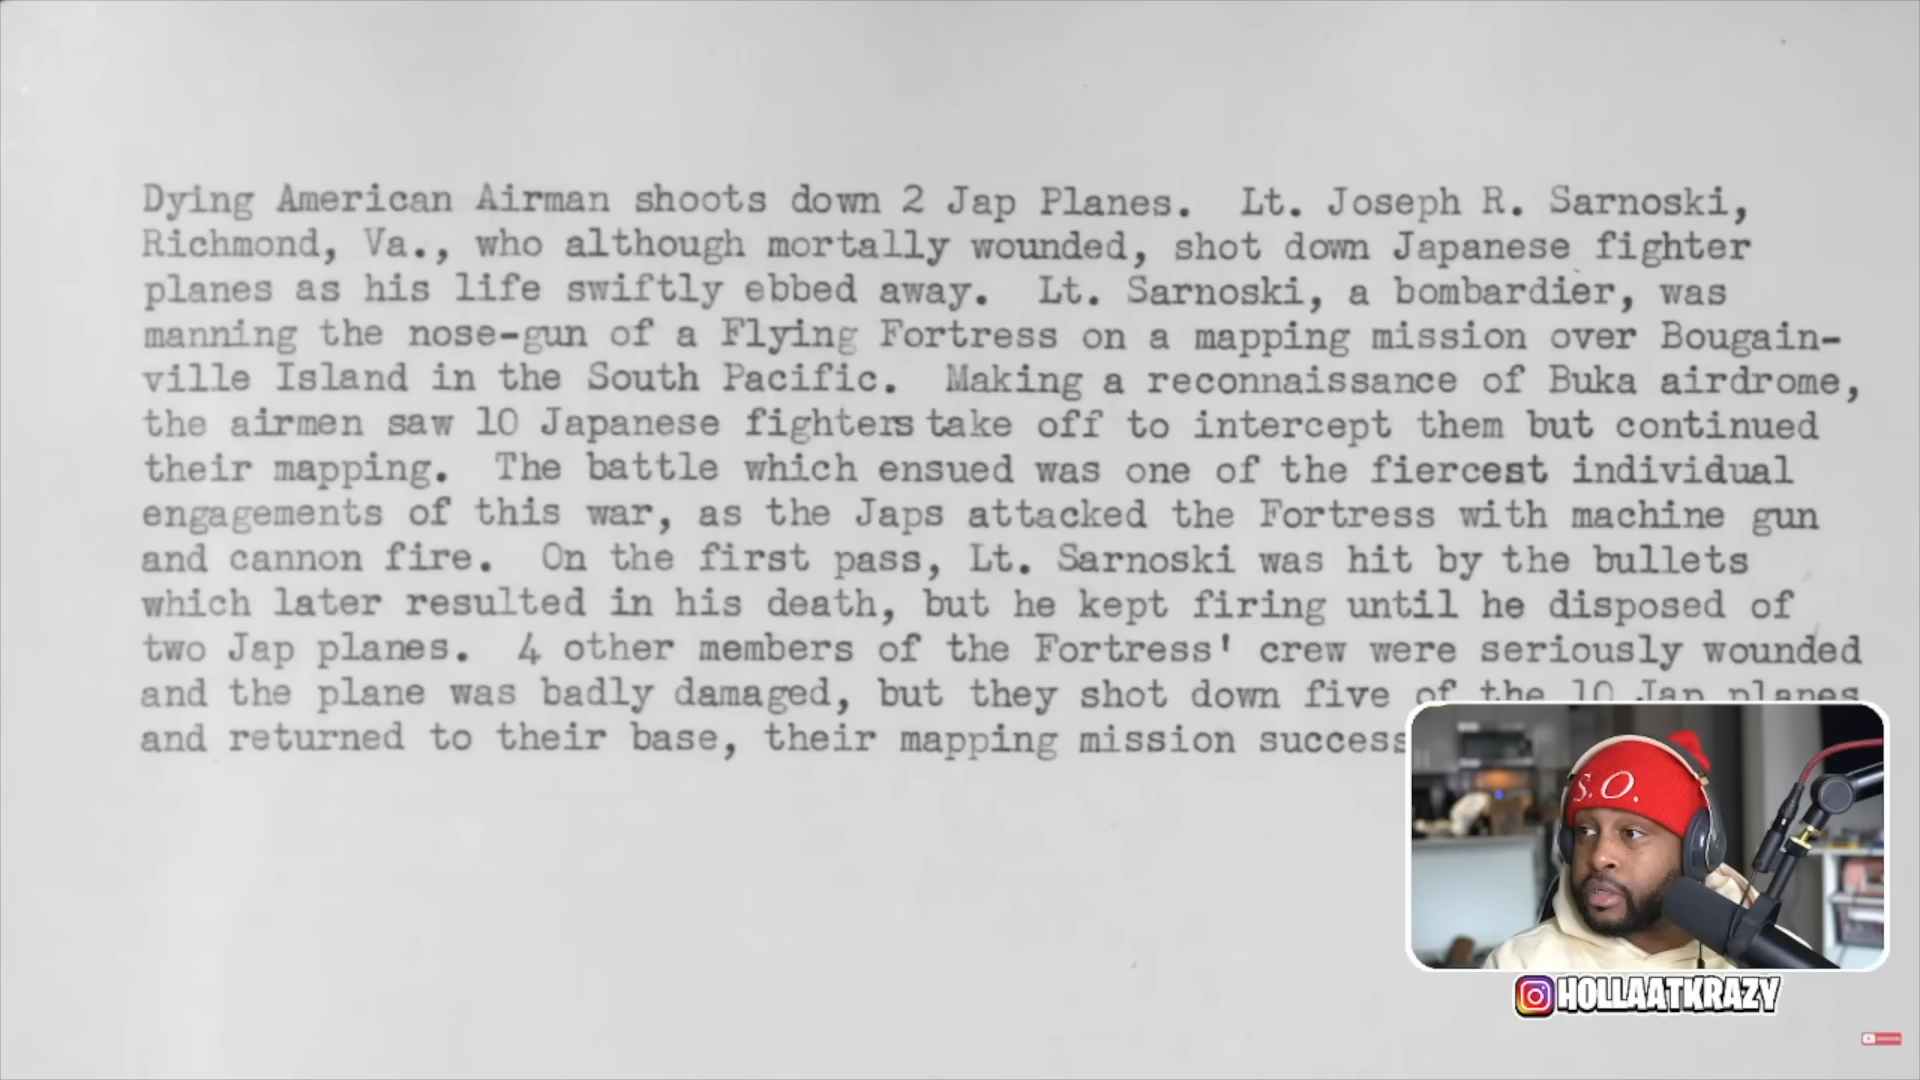 Dying American Airman shoots down 2 Jap Planes. Lt. Joseph R. Sarnoski,
Richmond, Va., who although mortally wounded, shot down Japanese fighter
planes as his life swiftly ebbed away. Lt. Sarnoski, a bombardier, was
manning the nose-gun of a Flying Fortress on a mapping mission over Bougain-
ville Island in the South Pacific. Making a reconnaissance of Buka airdrome,
the airmen saw 10 Japanese fighters take off to intercept them but continued
their mapping. The battle which ensued was one of the fiercest individual
engagements of this war, as the Japs attacked the Fortress with machine gun
and cannon fire. On the first pass, Lt. Sarnoski was hit by the bullets
which later resulted in his death, but he kept firing until he disposed of
two Jap planes. 4 other members of the Fortress' crew were seriously wounded
and the plane was badly damaged, but they shot down five of the 10 Jap planes
and returned to their base, their mapping mission success
S.O.
HOLLAATKRAZY